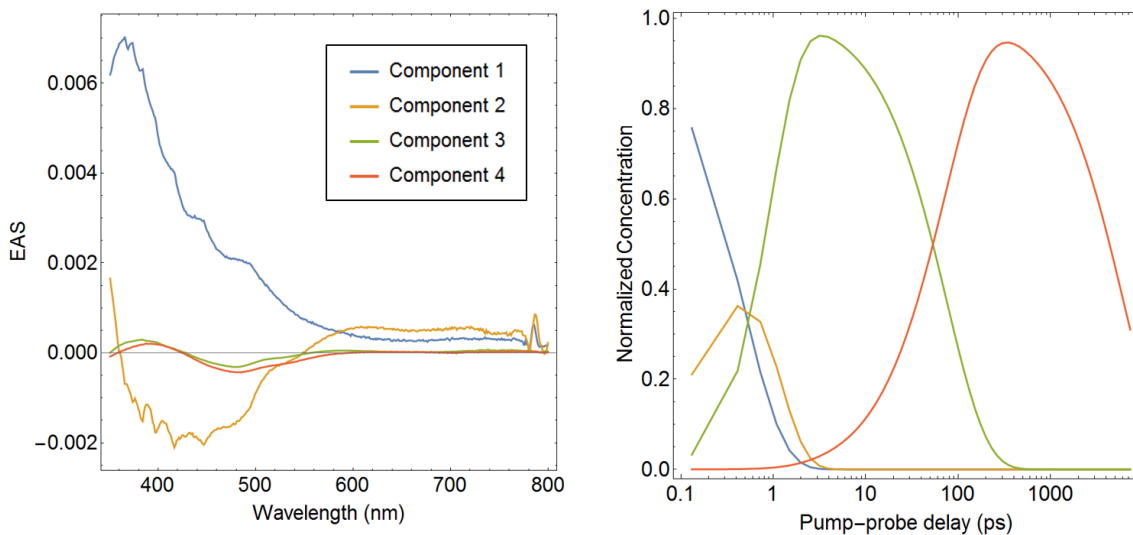 EAS
0.006
0.004
0.002
0.000
−0.002
Component 1
Component 2
Component 3
Component 4
400
500
600
700
800
Wavelength (nm)
Normalized Concentration
1.0
0.8
0.6
0.4
0.2
0.0
0.1
1
10
100
1000
Pump−probe delay (ps)